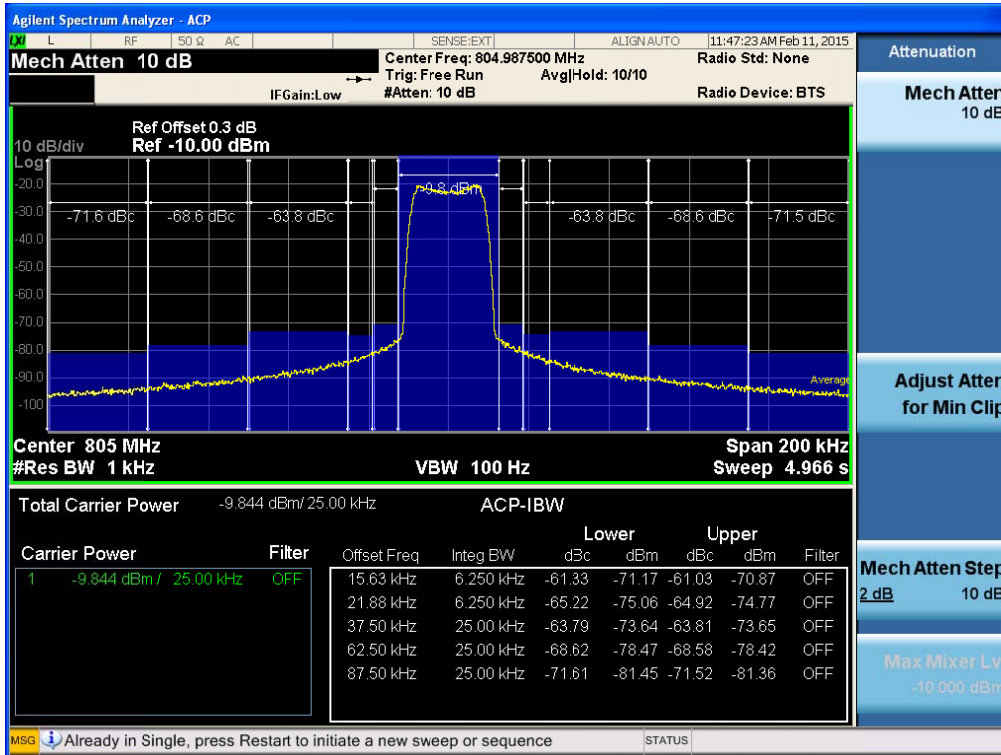 Agilent Spectrum Analyzer - ACP
LXI L RF 50 Ω AC SENSE:EXT ALIGN AUTO 11:47:23 AM Feb 11, 2015
Mech Atten 10 dB
Center Freq: 804.987500 MHz Radio Std: None
Trig: Free Run Avg|Hold: 10/10
IFGain:Low #Atten: 10 dB Radio Device: BTS
Ref Offset 0.3 dB
10 dB/div Ref -10.00 dBm
Log
-20.0
-30.0
-40.0
-50.0
-60.0
-70.0
-80.0
-90.0
-100
-9.8 dBm
-71.6 dBc -68.6 dBc -63.8 dBc -63.8 dBc -68.6 dBc -71.5 dBc
Average
Center 805 MHz Span 200 kHz
#Res BW 1 kHz VBW 100 Hz Sweep 4.966 s
Total Carrier Power -9.844 dBm/ 25.00 kHz ACP-IBW
Lower Upper
Carrier Power Filter Offset Freq Integ BW dBc dBm dBc dBm Filter
1 -9.844 dBm / 25.00 kHz OFF 15.63 kHz 6.250 kHz -61.33 -71.17 -61.03 -70.87 OFF
21.88 kHz 6.250 kHz -65.22 -75.06 -64.92 -74.77 OFF
37.50 kHz 25.00 kHz -63.79 -73.64 -63.81 -73.65 OFF
62.50 kHz 25.00 kHz -68.62 -78.47 -68.58 -78.42 OFF
87.50 kHz 25.00 kHz -71.61 -81.45 -71.52 -81.36 OFF
MSG Already in Single, press Restart to initiate a new sweep or sequence STATUS
Attenuation
Mech Atten
10 dB
Adjust Atten
for Min Clip
Mech Atten Step
2 dB 10 dB
Max Mixer Lv
-10.000 dBm